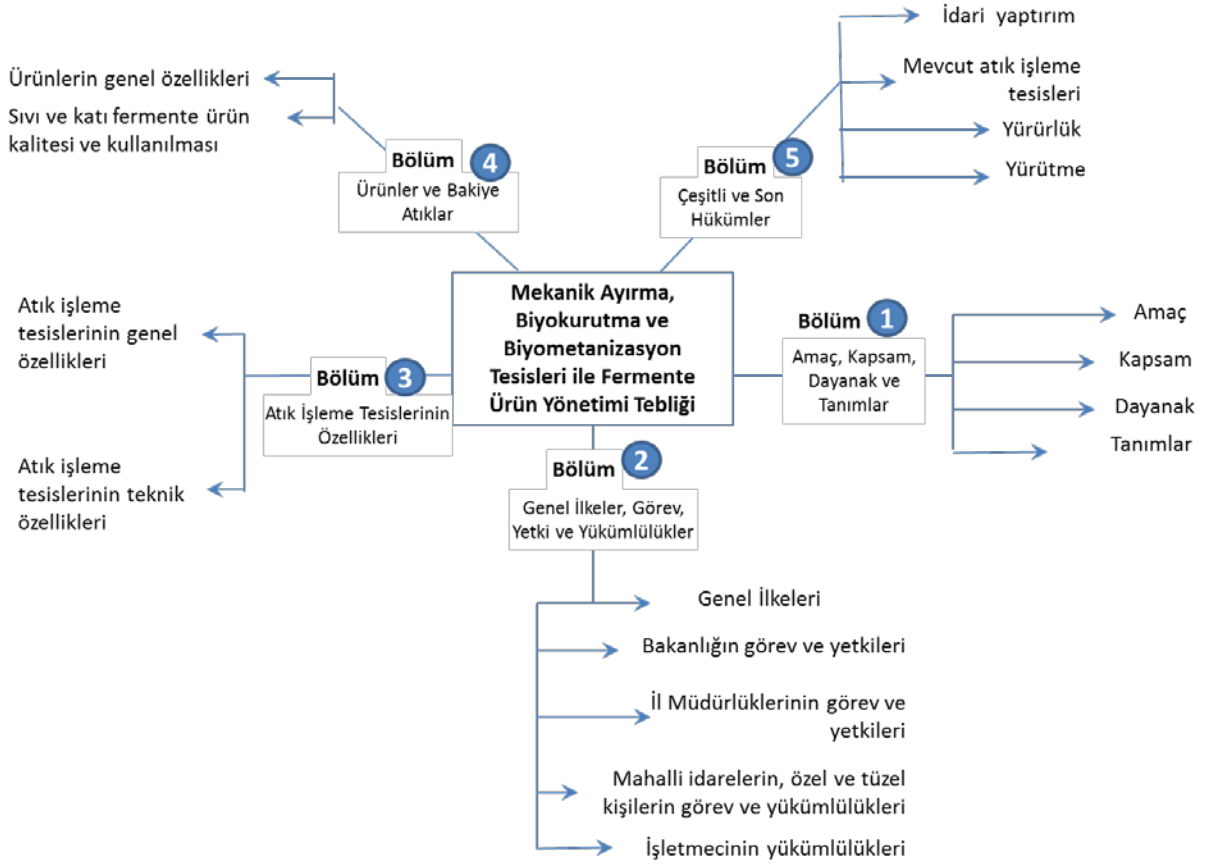 Mekanik Ayırma,
Biyokurutma ve
Biyometanizasyon
Tesisleri ile Fermente
Ürün Yönetimi Tebliği
Bölüm 1
Amaç, Kapsam,
Dayanak ve
Tanımlar
Amaç
Kapsam
Dayanak
Tanımlar
Bölüm 2
Genel İlkeler, Görev,
Yetki ve Yükümlülükler
Genel İlkeleri
Bakanlığın görev ve yetkileri
İl Müdürlüklerinin görev ve
yetkileri
Mahalli idarelerin, özel ve tüzel
kişilerin görev ve yükümlülükleri
İşletmecinin yükümlülükleri
Bölüm 3
Atık İşleme Tesislerinin
Özellikleri
Atık işleme
tesislerinin genel
özellikleri
Atık işleme
tesislerinin teknik
özellikleri
Bölüm 4
Ürünler ve Bakiye
Atıklar
Ürünlerin genel özellikleri
Sıvı ve katı fermente ürün
kalitesi ve kullanılması
Bölüm 5
Çeşitli ve Son
Hükümler
İdari yaptırım
Mevcut atık işleme
tesisleri
Yürürlük
Yürütme